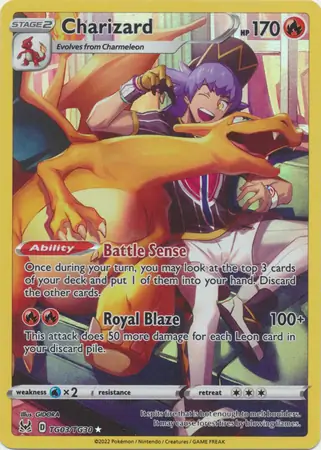 STAGE 2 Charizard HP 170
Evolves from Charmeleon
Ability Battle Sense
Once during your turn, you may look at the top 3 cards
of your deck and put 1 of them into your hand. Discard
the other cards.
Royal Blaze 100+
This attack does 50 more damage for each Leon card in
your discard pile.
weakness ×2 resistance retreat
Illus. GIDORA
D TG03/TG30 ★
It spits fire that is hot enough to melt boulders.
It may cause forest fires by blowing flames.
©2022 Pokémon / Nintendo / Creatures / GAME FREAK